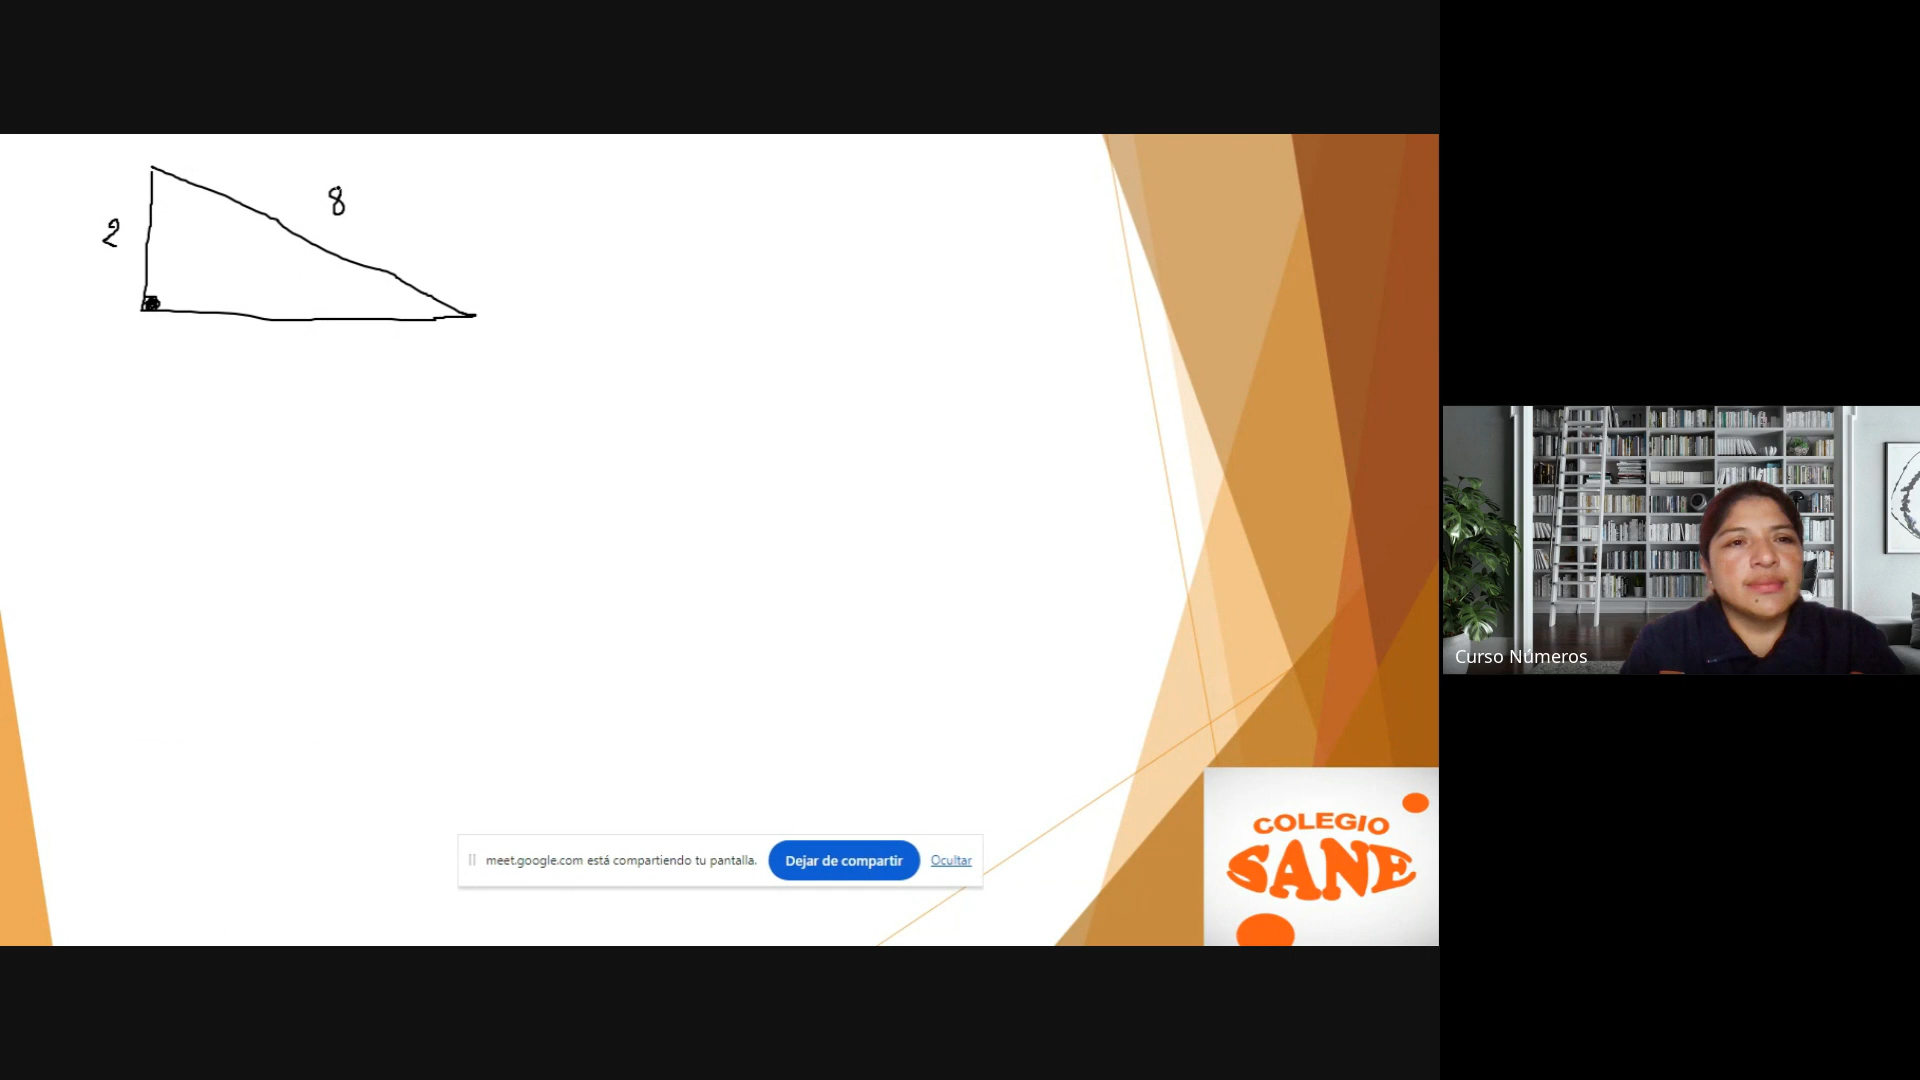 8
2
meet.google.com está compartiendo tu pantalla. Dejar de compartir Ocultar
COLEGIO
SANE
Curso Números